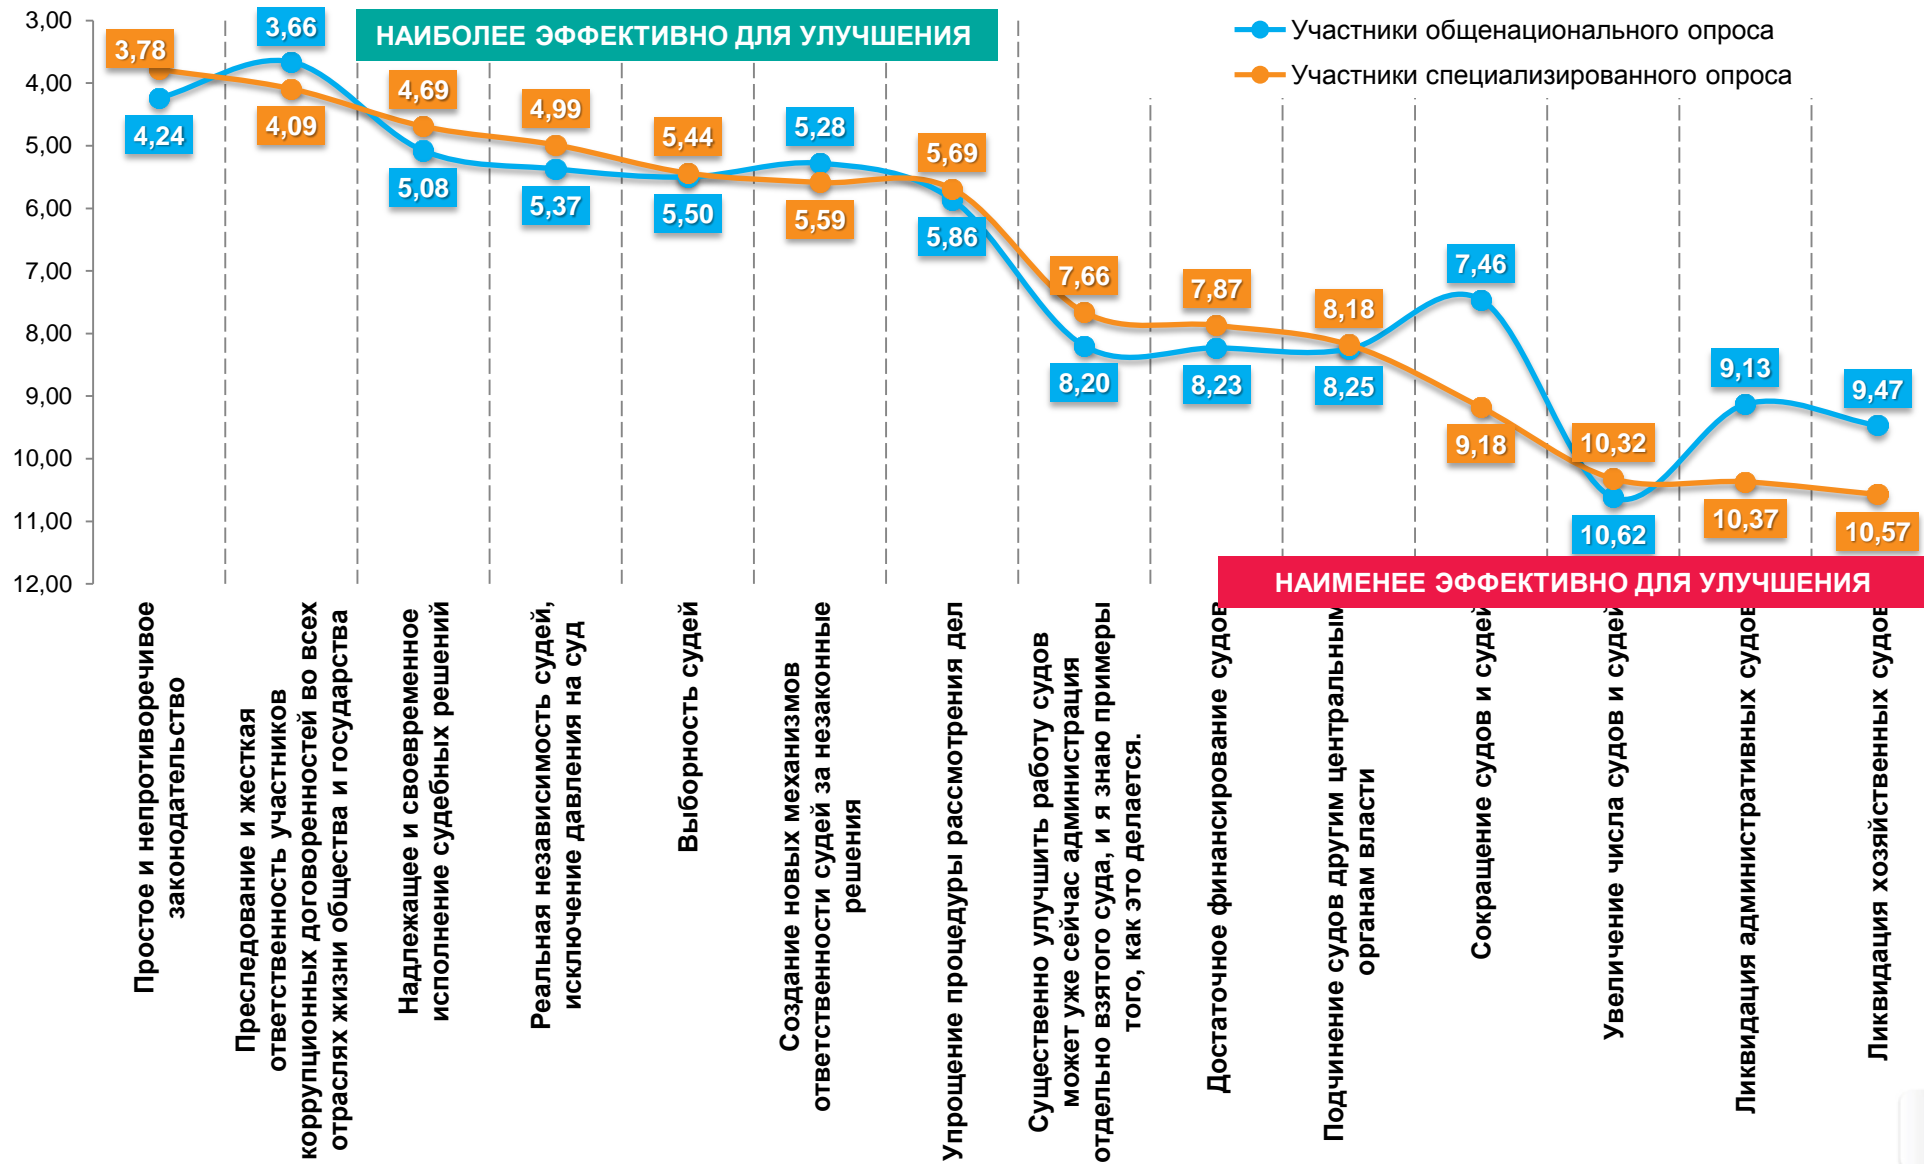 НАИБОЛЕЕ ЭФФЕКТИВНО ДЛЯ УЛУЧШЕНИЯ
Участники общенационального опроса
Участники специализированного опроса
3,00
4,00
5,00
6,00
7,00
8,00
9,00
10,00
11,00
12,00
3,78
4,24
3,66
4,09
4,69
5,08
4,99
5,37
5,44
5,50
5,28
5,59
5,69
5,86
7,66
8,20
7,87
8,23
8,18
8,25
7,46
9,18
10,32
10,62
9,13
10,37
9,47
10,57
НАИМЕНЕЕ ЭФФЕКТИВНО ДЛЯ УЛУЧШЕНИЯ
Простое и непротиворечивое
законодательство
Преследование и жесткая
ответственность участников
коррупционных договоренностей во всех
отраслях жизни общества и государства
Надлежащее и своевременное
исполнение судебных решений
Реальная независимость судей,
исключение давления на суд
Выборность судей
Создание новых механизмов
ответственности судей за незаконные
решения
Упрощение процедуры рассмотрения дел
Существенно улучшить работу судов
может уже сейчас администрация
отдельно взятого суда, и я знаю примеры
того, как это делается.
Достаточное финансирование судов
Подчинение судов другим центральным
органам власти
Сокращение судов и судей
Увеличение числа судов и судей
Ликвидация административных судов
Ликвидация хозяйственных судов